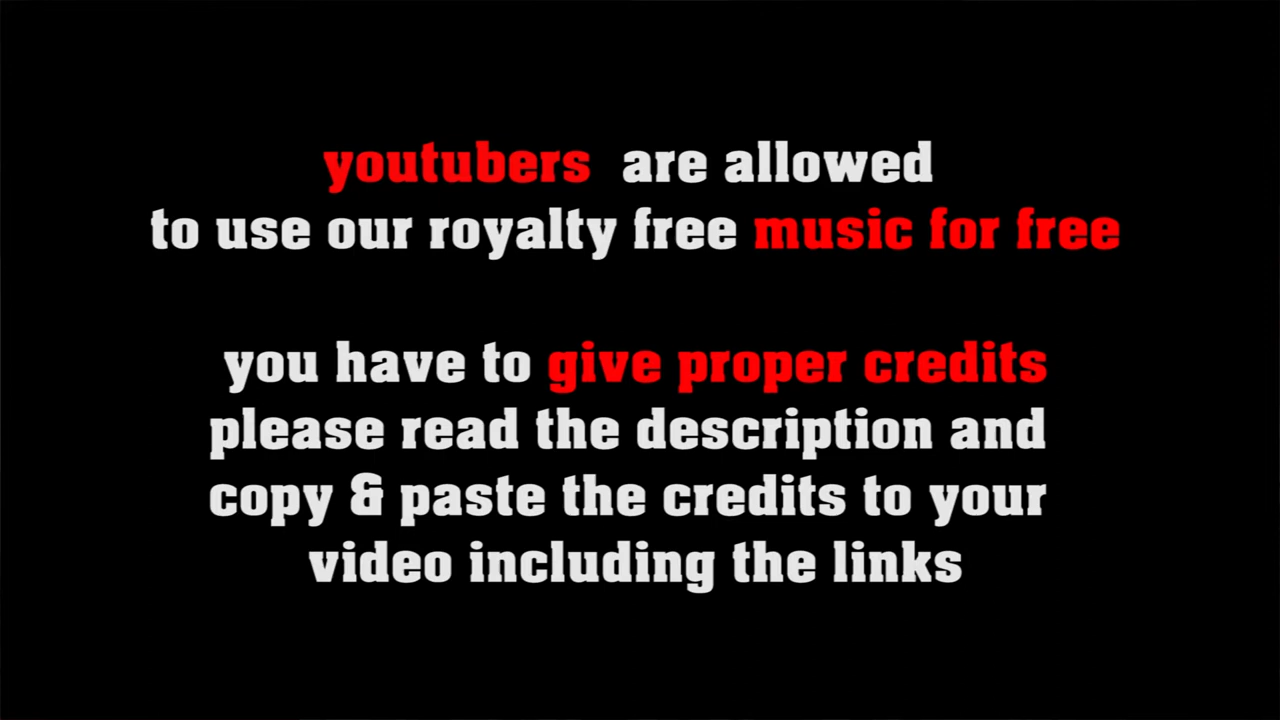 youtubers are allowed
to use our royalty free music for free
you have to give proper credits
please read the description and
copy & paste the credits to your
video including the links